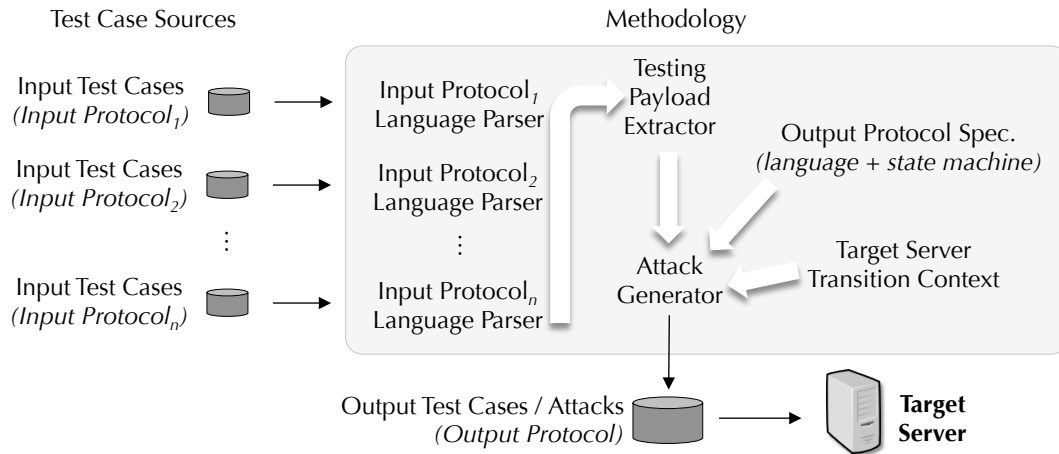 Test Case Sources
Methodology
Input Test Cases
(Input Protocol₁)
Input Protocol₁
Language Parser
Testing
Payload
Extractor
Output Protocol Spec.
(language + state machine)
Input Test Cases
(Input Protocol₂)
Input Protocol₂
Language Parser
⋮
⋮
Attack
Generator
Target Server
Transition Context
Input Test Cases
(Input Protocolₙ)
Input Protocolₙ
Language Parser
Output Test Cases / Attacks
(Output Protocol)
Target
Server